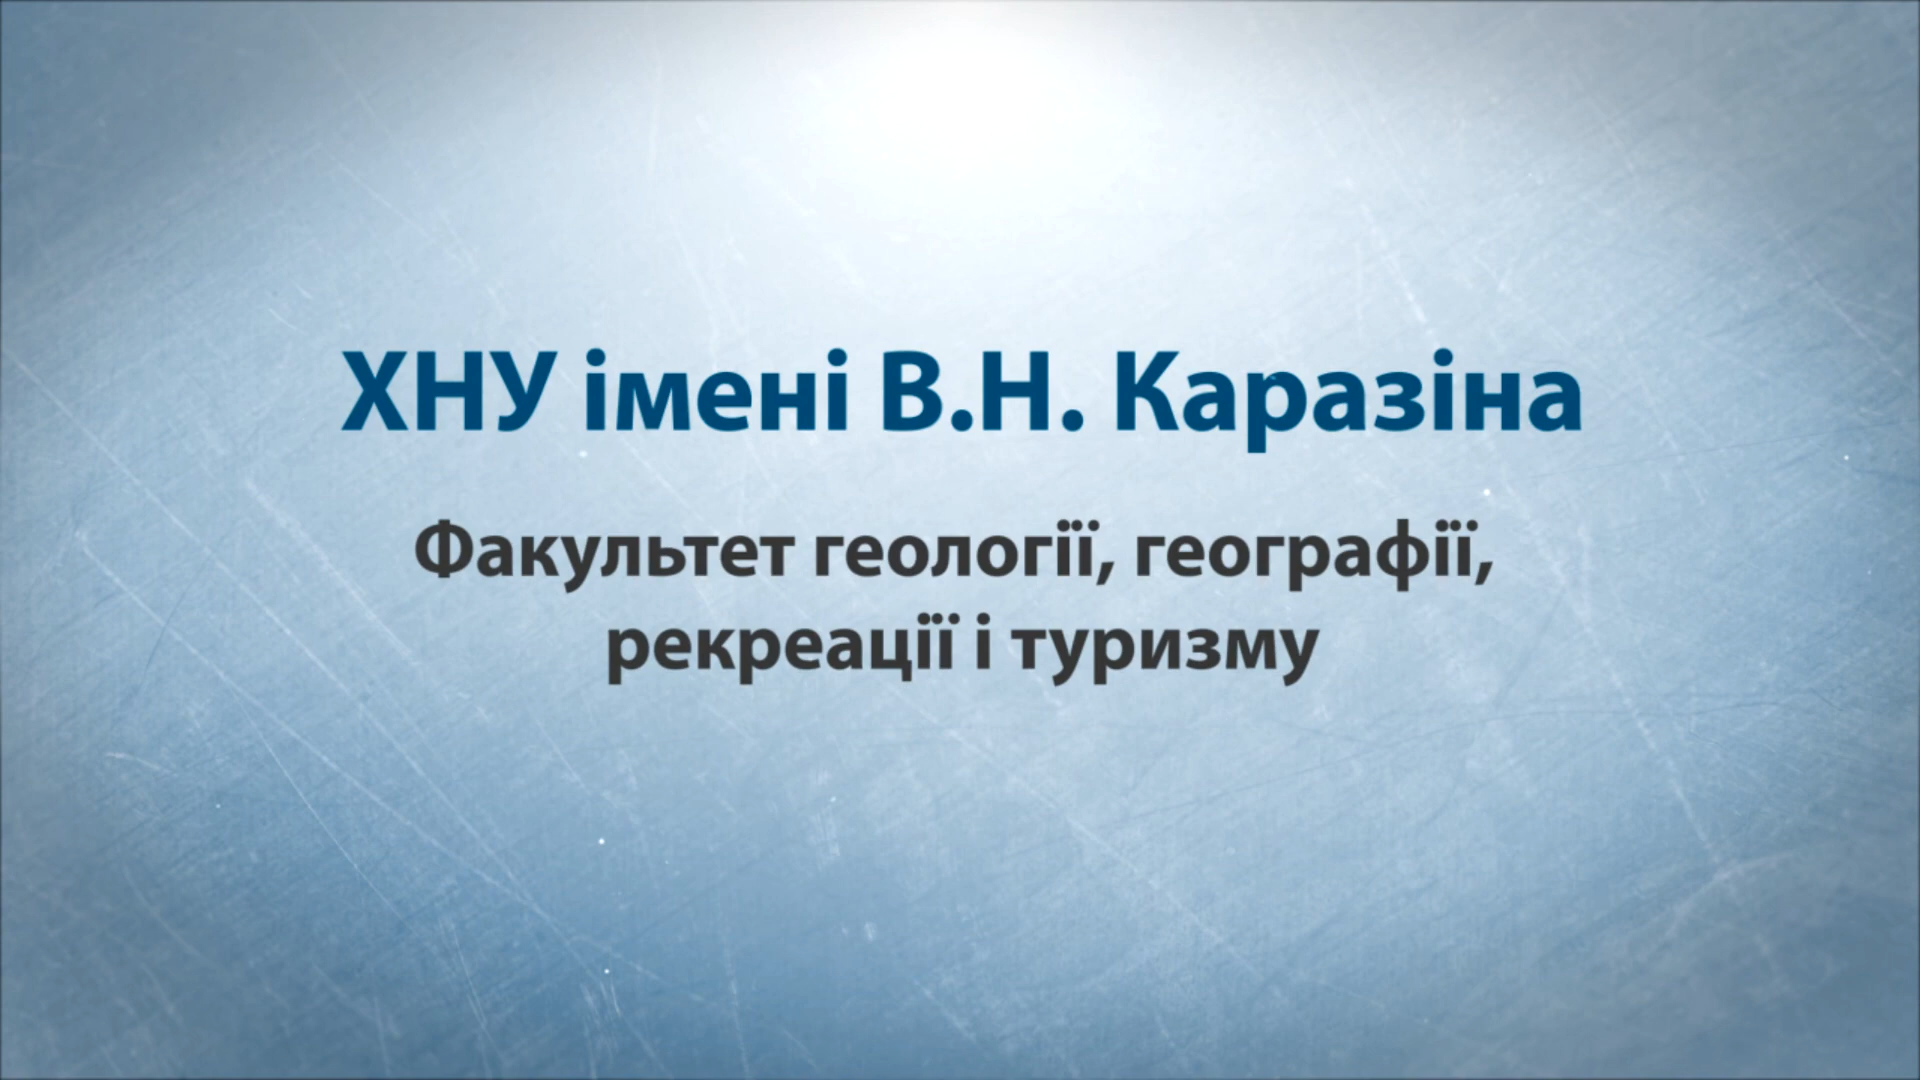 ХНУ імені В.Н. Каразіна
Факультет геології, географії,
рекреації і туризму